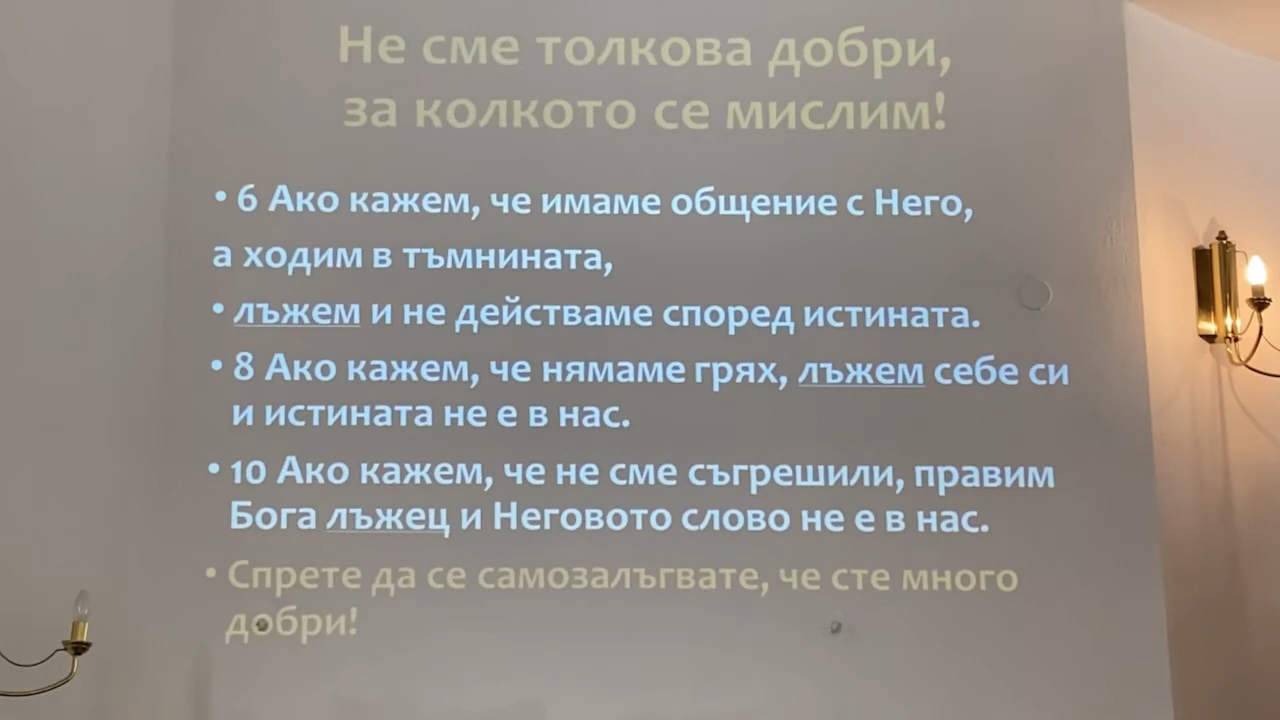 Не сме толкова добри,
за колкото се мислим!
• 6 Ако кажем, че имаме общение с Него,
а ходим в тъмнината,
• лъжем и не действаме според истината.
• 8 Ако кажем, че нямаме грях, лъжем себе си
и истината не е в нас.
• 10 Ако кажем, че не сме съгрешили, правим
Бога лъжец и Неговото слово не е в нас.
• Спрете да се самозалъгвате, че сте много
добри!